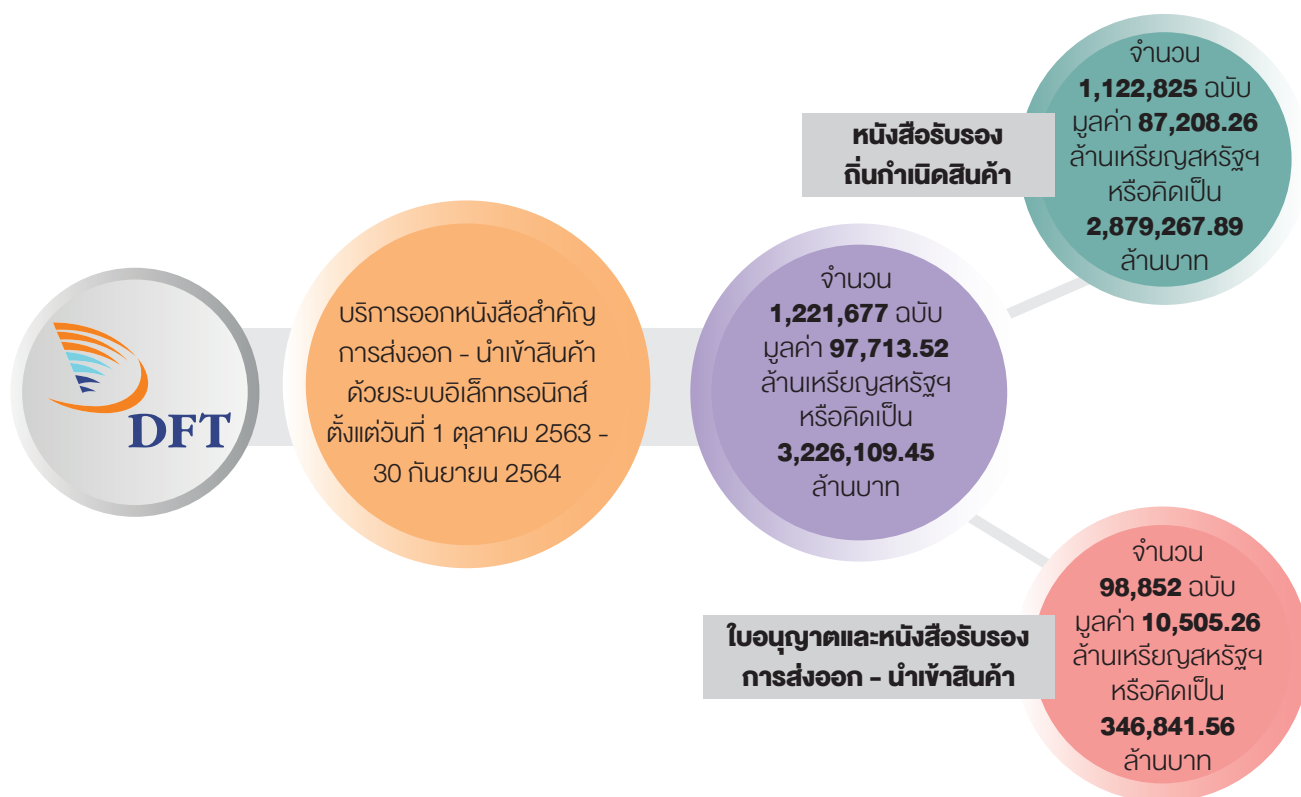 DFT
บริการออกหนังสือสำคัญ
การส่งออก - นำเข้าสินค้า
ด้วยระบบอิเล็กทรอนิกส์
ตั้งแต่วันที่ 1 ตุลาคม 2563 -
30 กันยายน 2564
จำนวน
1,221,677 ฉบับ
มูลค่า 97,713.52
ล้านเหรียญสหรัฐฯ
หรือคิดเป็น
3,226,109.45
ล้านบาท
หนังสือรับรอง
ถิ่นกำเนิดสินค้า
จำนวน
1,122,825 ฉบับ
มูลค่า 87,208.26
ล้านเหรียญสหรัฐฯ
หรือคิดเป็น
2,879,267.89
ล้านบาท
ใบอนุญาตและหนังสือรับรอง
การส่งออก - นำเข้าสินค้า
จำนวน
98,852 ฉบับ
มูลค่า 10,505.26
ล้านเหรียญสหรัฐฯ
หรือคิดเป็น
346,841.56
ล้านบาท